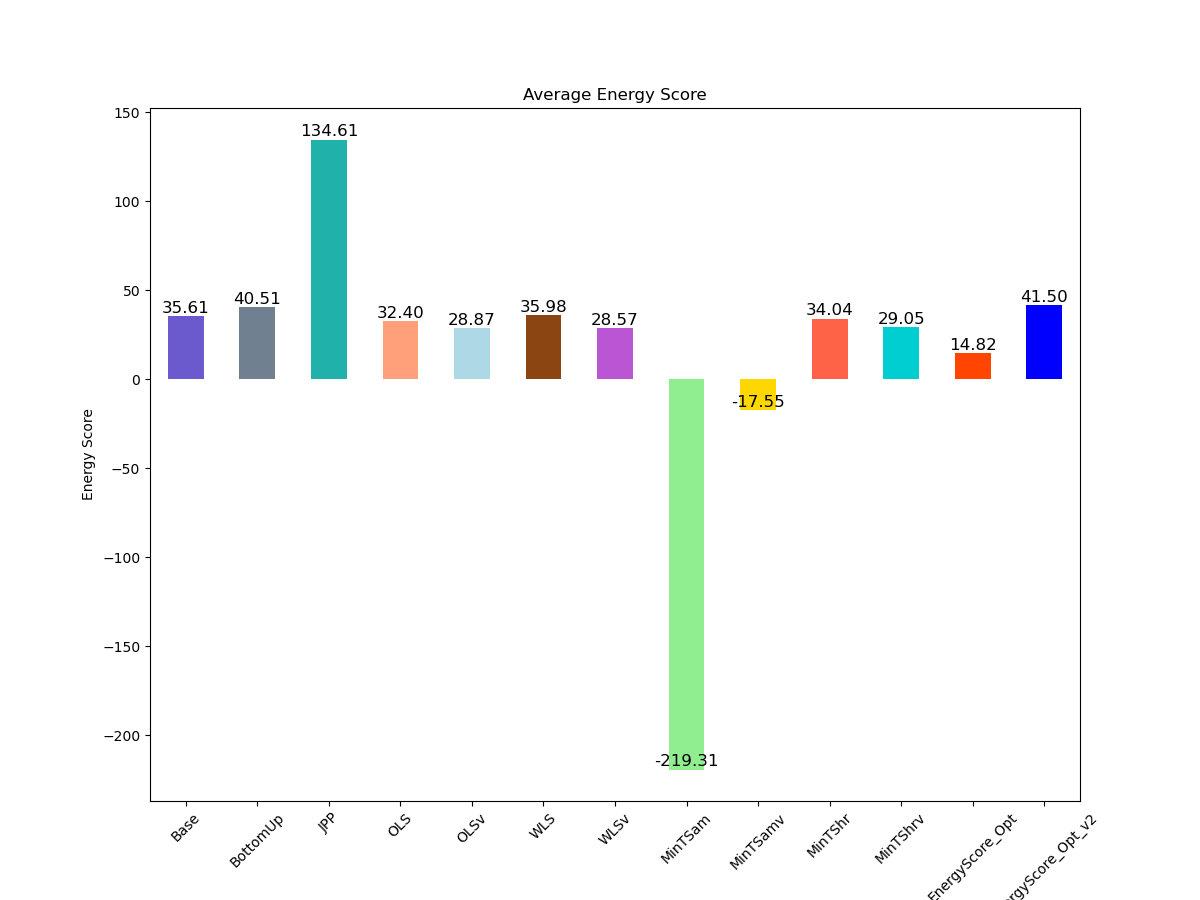 Average Energy Score
Energy Score
150
100
50
0
−50
−100
−150
−200
35.61
40.51
134.61
32.40
28.87
35.98
28.57
-219.31
-17.55
34.04
29.05
14.82
41.50
Base
BottomUp
JPP
OLS
OLSv
WLS
WLSv
MinTSam
MinTSamv
MinTShr
MinTShrv
EnergyScore_Opt
rgyScore_Opt_v2